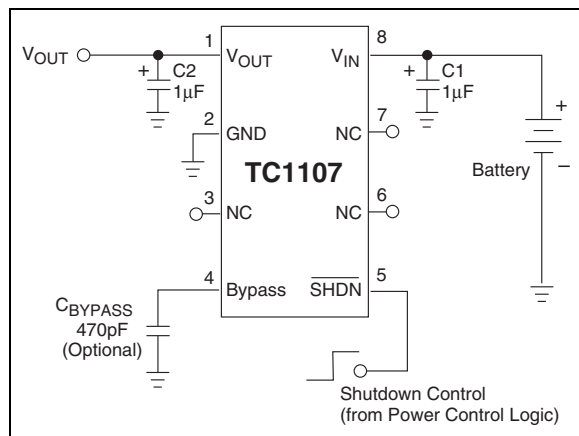 1
8
VOUT
VOUT
VIN
+
C2
1µF
+
C1
1µF
2
GND
7
NC
+
TC1107
Battery
−
3
NC
6
NC
4
Bypass
5
SHDN
CBYPASS
470pF
(Optional)
Shutdown Control
(from Power Control Logic)